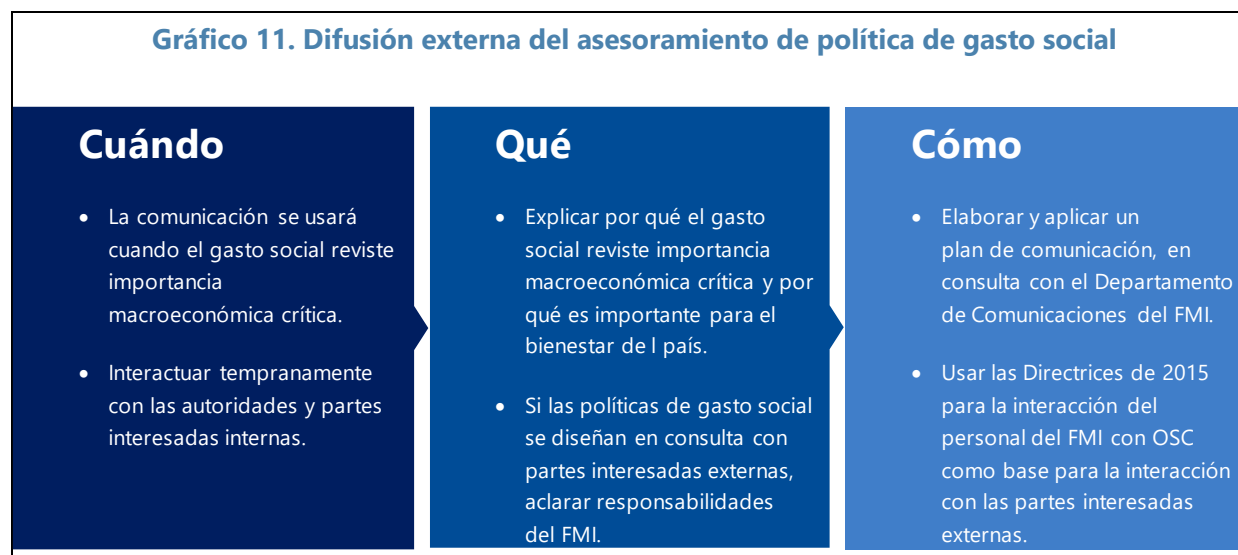 Gráfico 11. Difusión externa del asesoramiento de política de gasto social
Cuándo
• La comunicación se usará
cuando el gasto social reviste
importancia
macroeconómica crítica.
• Interactuar tempranamente
con las autoridades y partes
interesadas internas.
Qué
• Explicar por qué el gasto
social reviste importancia
macroeconómica crítica y por
qué es importante para el
bienestar de l país.
• Si las políticas de gasto social
se diseñan en consulta con
partes interesadas externas,
aclarar responsabilidades
del FMI.
Cómo
• Elaborar y aplicar un
plan de comunicación, en
consulta con el Departamento
de Comunicaciones del FMI.
• Usar las Directrices de 2015
para la interacción del
personal del FMI con OSC
como base para la interacción
con las partes interesadas
externas.